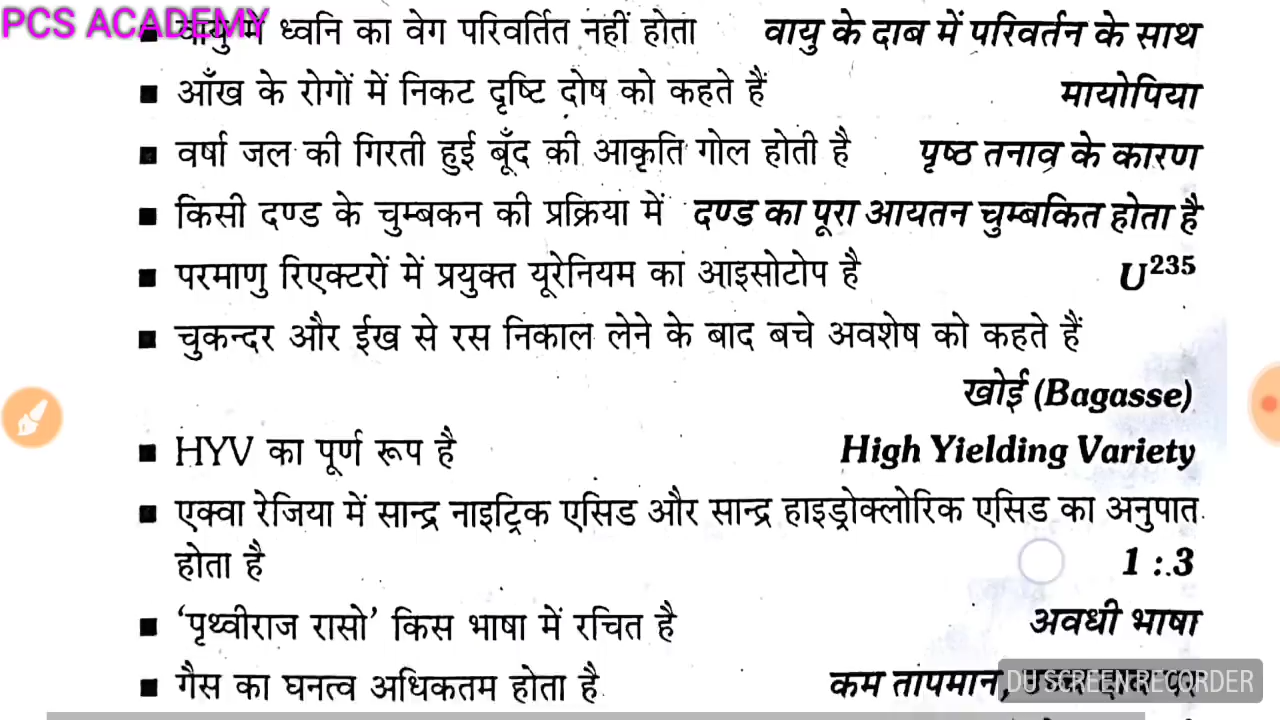 PCS ACADEMY
■ वायु में ध्वनि का वेग परिवर्तित नहीं होता वायु के दाब में परिवर्तन के साथ
■ आँख के रोगों में निकट दृष्टि दोष को कहते हैं मायोपिया
■ वर्षा जल की गिरती हुई बूँद की आकृति गोल होती है पृष्ठ तनाव के कारण
■ किसी दण्ड के चुम्बकन की प्रक्रिया में दण्ड का पूरा आयतन चुम्बकित होता है
■ परमाणु रिएक्टरों में प्रयुक्त यूरेनियम का आइसोटोप है U²³⁵
■ चुकन्दर और ईख से रस निकाल लेने के बाद बचे अवशेष को कहते हैं
खोई (Bagasse)
■ HYV का पूर्ण रूप है High Yielding Variety
■ एक्वा रेजिया में सान्द्र नाइट्रिक एसिड और सान्द्र हाइड्रोक्लोरिक एसिड का अनुपात
होता है 1 : 3
■ ‘पृथ्वीराज रासो’ किस भाषा में रचित है अवधी भाषा
■ गैस का घनत्व अधिकतम होता है कम तापमान,
DU SCREEN RECORDER